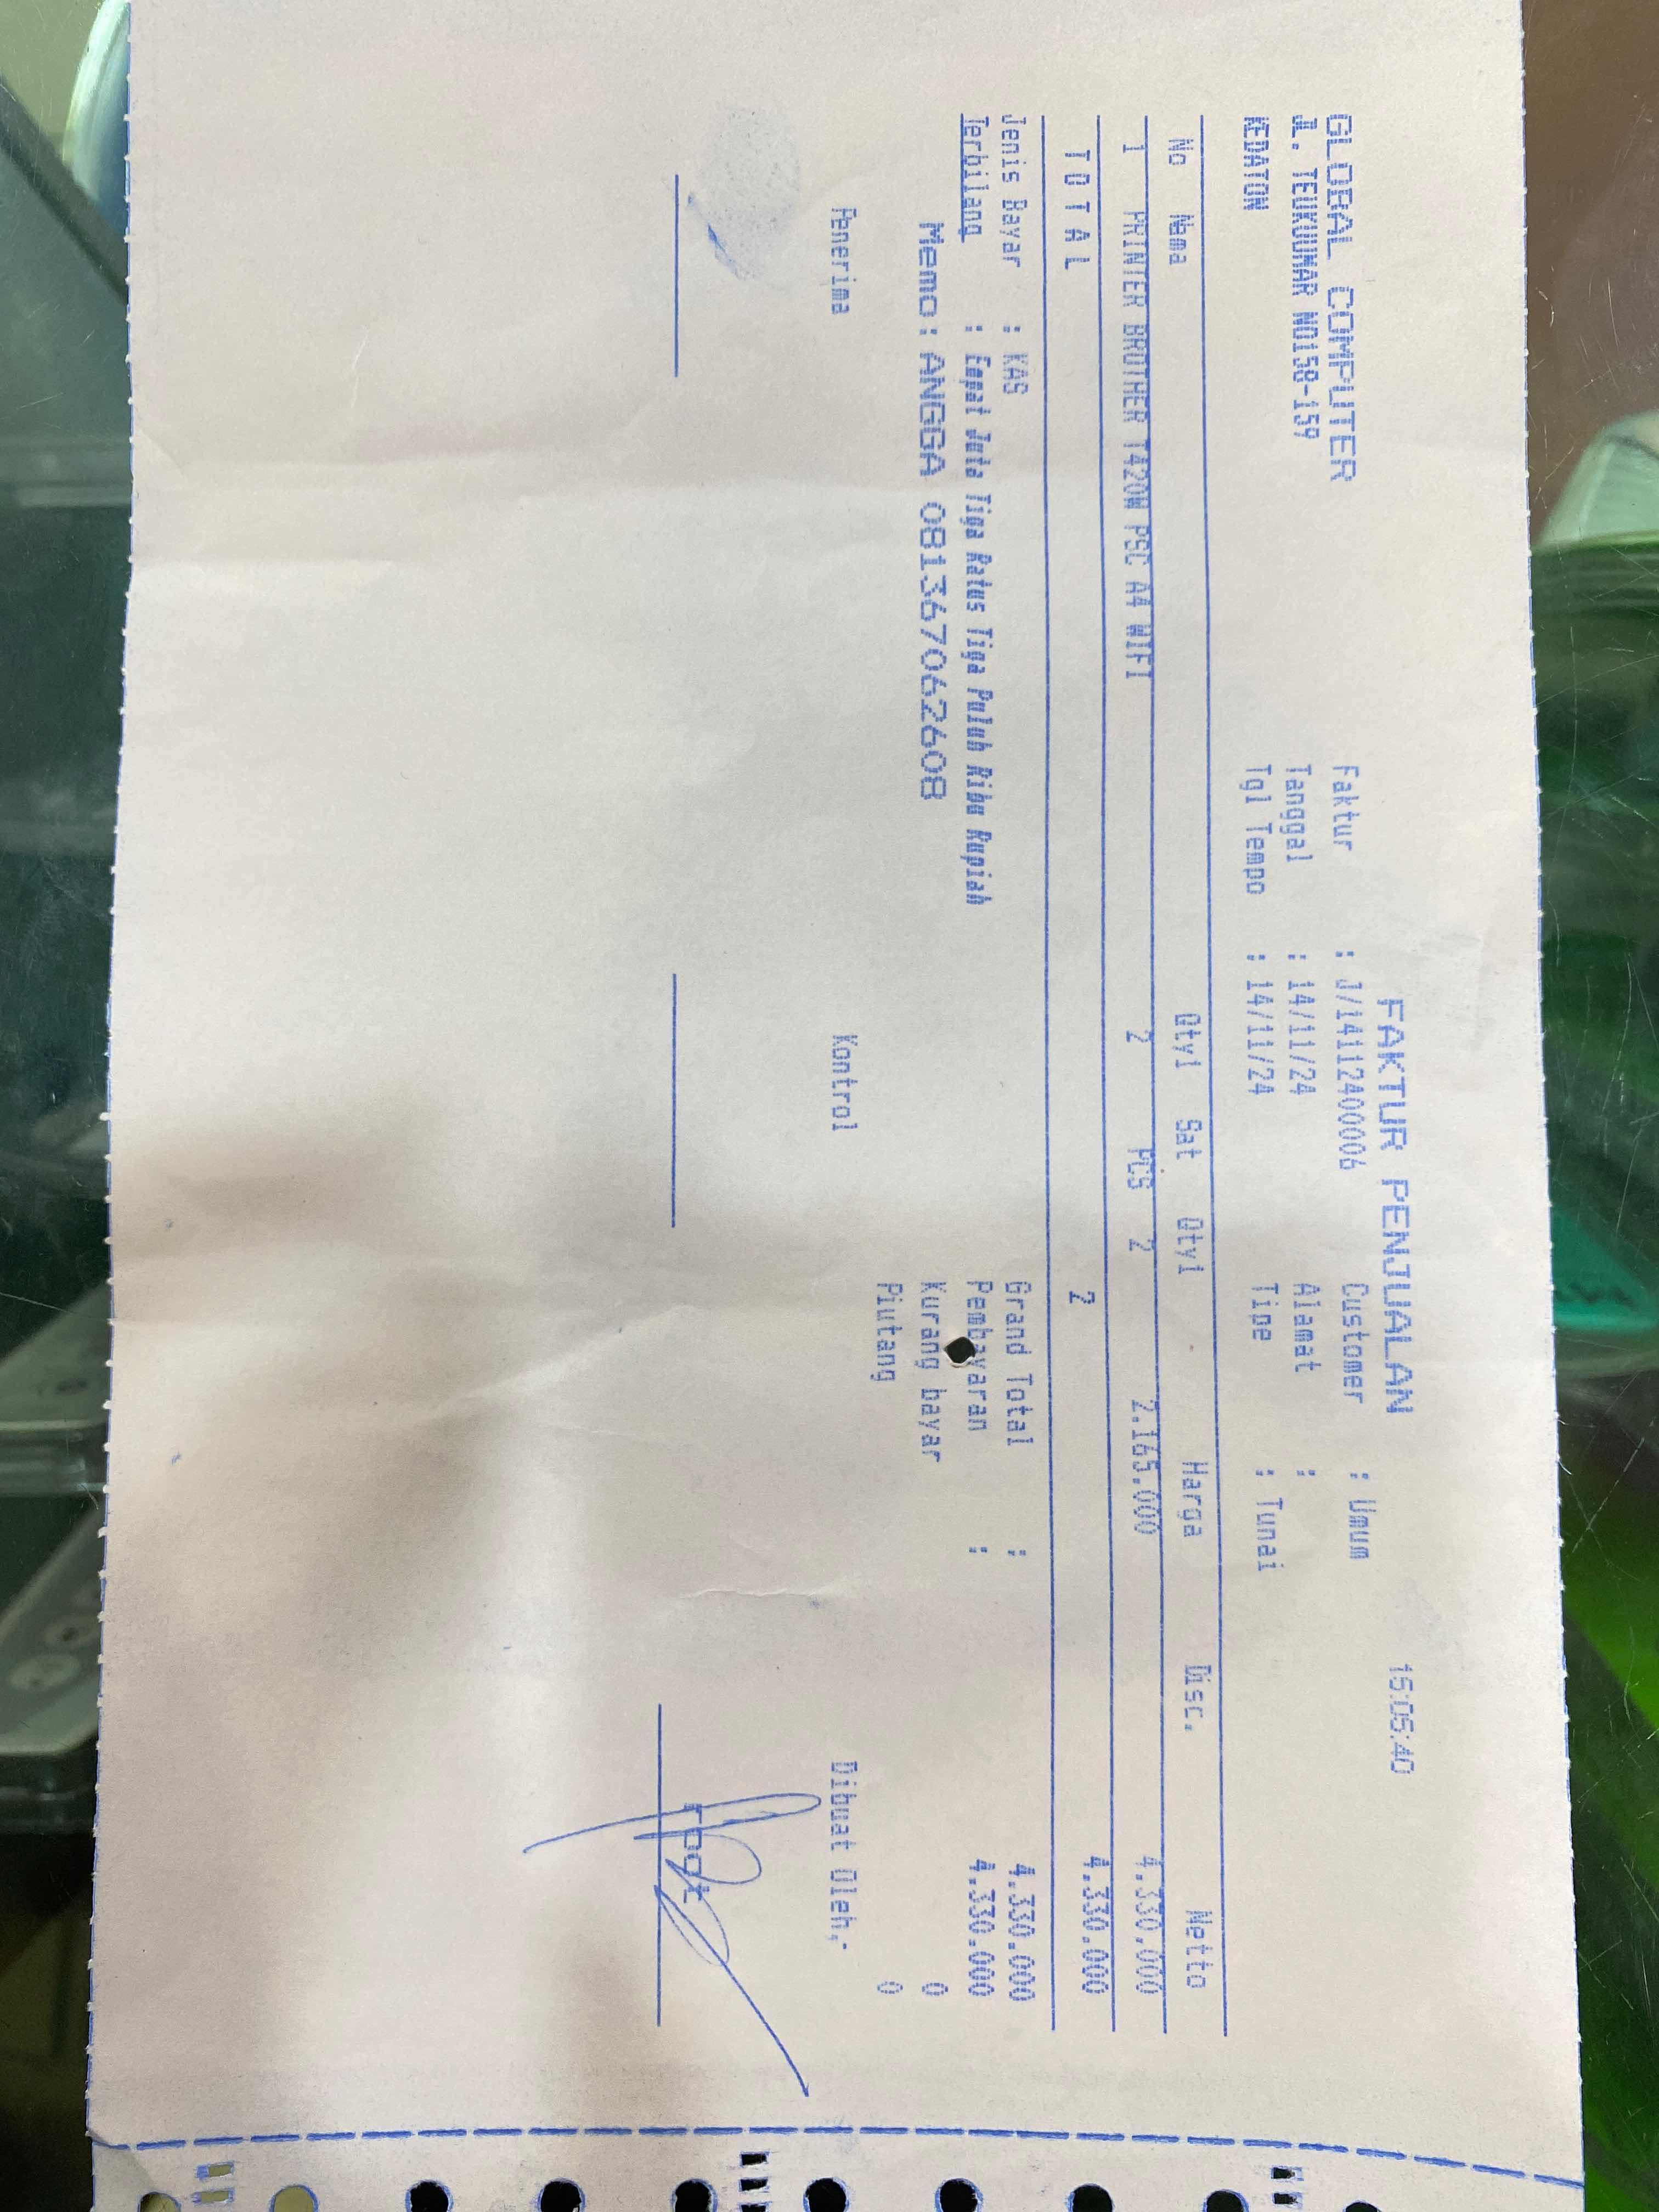 FAKTUR PENJUALAN 15:05:40
GLOBAL COMPUTER Faktur : J/1411240006 Customer : Umum
JL. TEUKUUMAR NO158-159 Tanggal : 14/11/24 Alamat :
KEDATON Tgl Tempo : 14/11/24 Tipe : Tunai
No Nama Qty1 Sat Qty1 Harga Disc. Netto
1 PRINTER BROTHER T420W PSC A4 WIFI 2 PCS 2 2.165.000 4.330.000
T O T A L 2 4.330.000
Jenis Bayar : KAS Grand Total : 4.330.000
Terbilang : Empat Juta Tiga Ratus Tiga Puluh Ribu Rupiah Pembayaran : 4.330.000
Memo: ANGGA 081367062608 Kurang bayar 0
Piutang 0
Penerima Kontrol Dibuat Oleh,